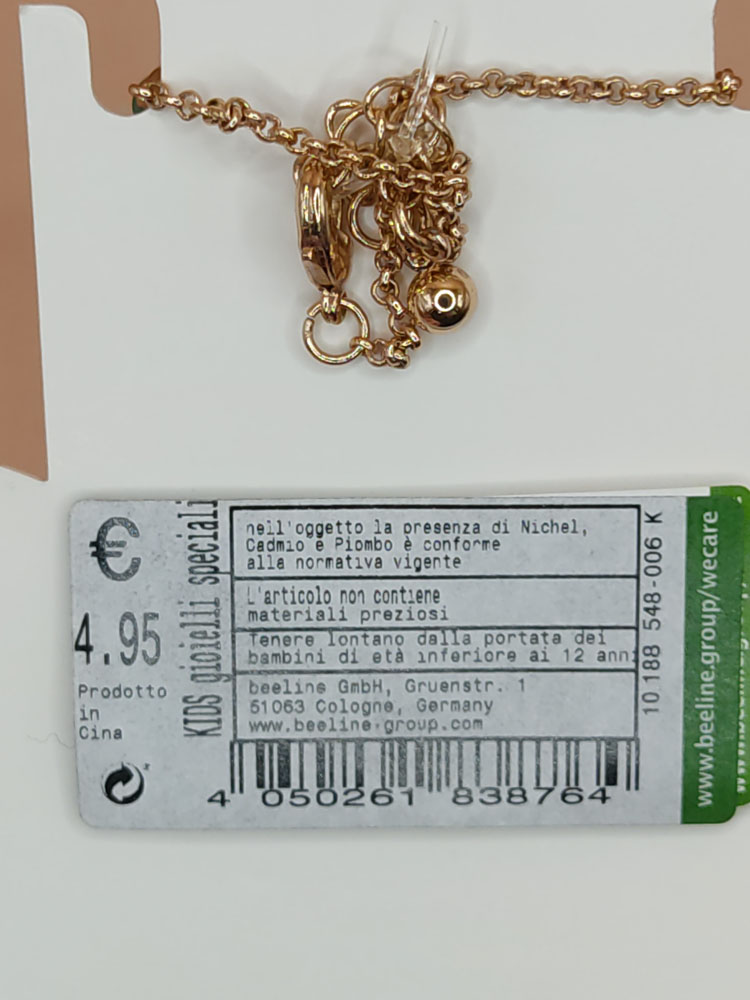 €
4.95
Prodotto
in
Cina
KIDS gioielli speciali
nell'oggetto la presenza di Nichel,
Cadmio e Piombo è conforme
alla normativa vigente
L'articolo non contiene
materiali preziosi
Tenere lontano dalla portata dei
bambini di età inferiore ai 12 anni
beeline GmbH, Gruenstr. 1
51063 Cologne, Germany
www.beeline-group.com
4 050261 838764
10 188 548-006 K
www.beeline.group/wecare